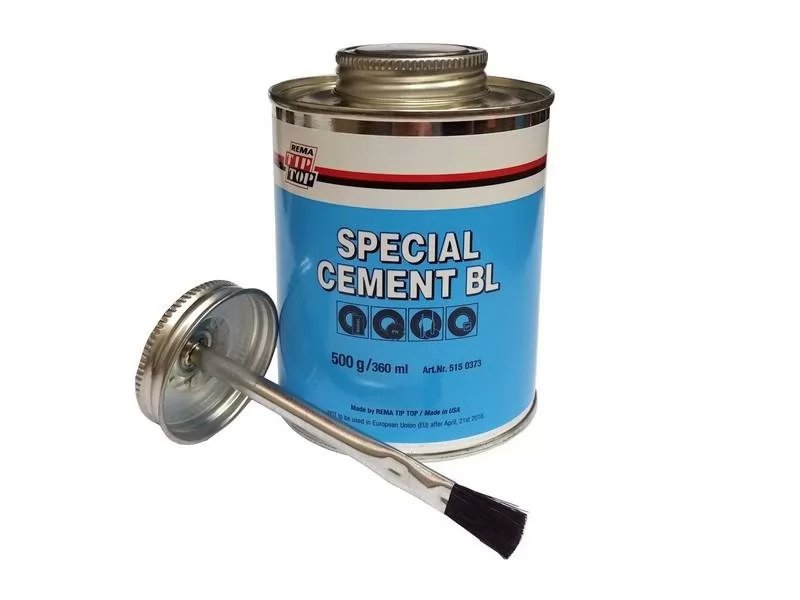 REMA
TIP
TOP
SPECIAL
CEMENT BL
500 g/360 ml Art.Nr. 515 0373
Made by REMA TIP TOP / Made in USA
NOT to be used in European Union (EU) after April, 21st 2016.